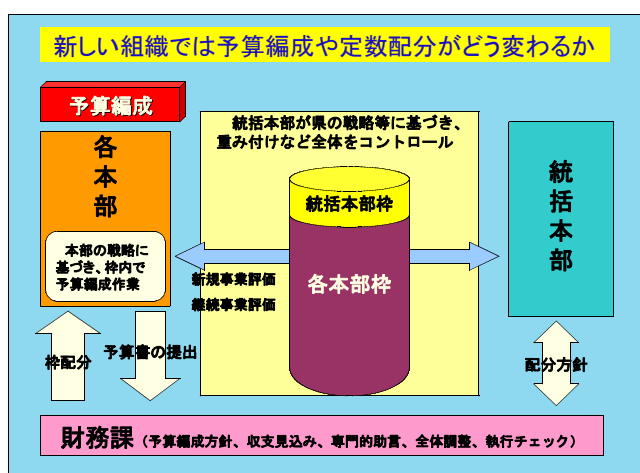 新しい組織では予算編成や定数配分がどう変わるか
予算編成
各
本
部
本部の戦略に
基づき、枠内で
予算編成作業
統括本部が県の戦略等に基づき、
重み付けなど全体をコントロール
統括本部枠
各本部枠
新規事業評価
継続事業評価
統
括
本
部
枠配分
予算書の提出
配分方針
財務課（予算編成方針、収支見込み、専門的助言、全体調整、執行チェック）